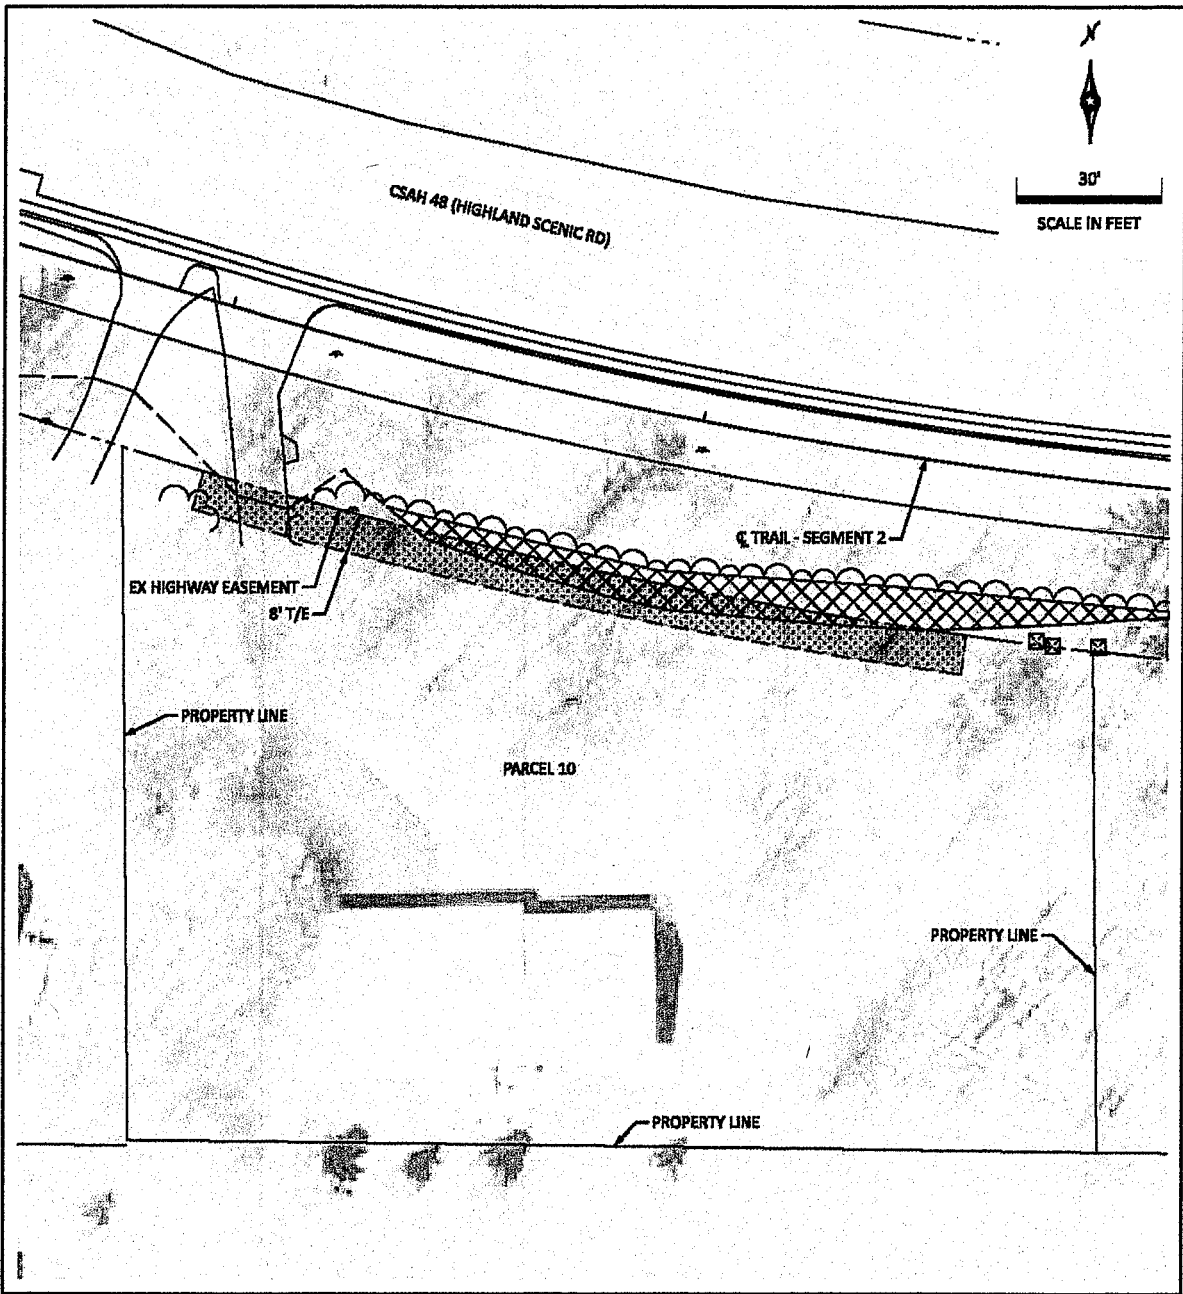 N
30'
SCALE IN FEET
CSAH 48 (HIGHLAND SCENIC RD)
℄ TRAIL - SEGMENT 2
EX HIGHWAY EASEMENT
8' T/E
PROPERTY LINE
PARCEL 10
PROPERTY LINE
PROPERTY LINE